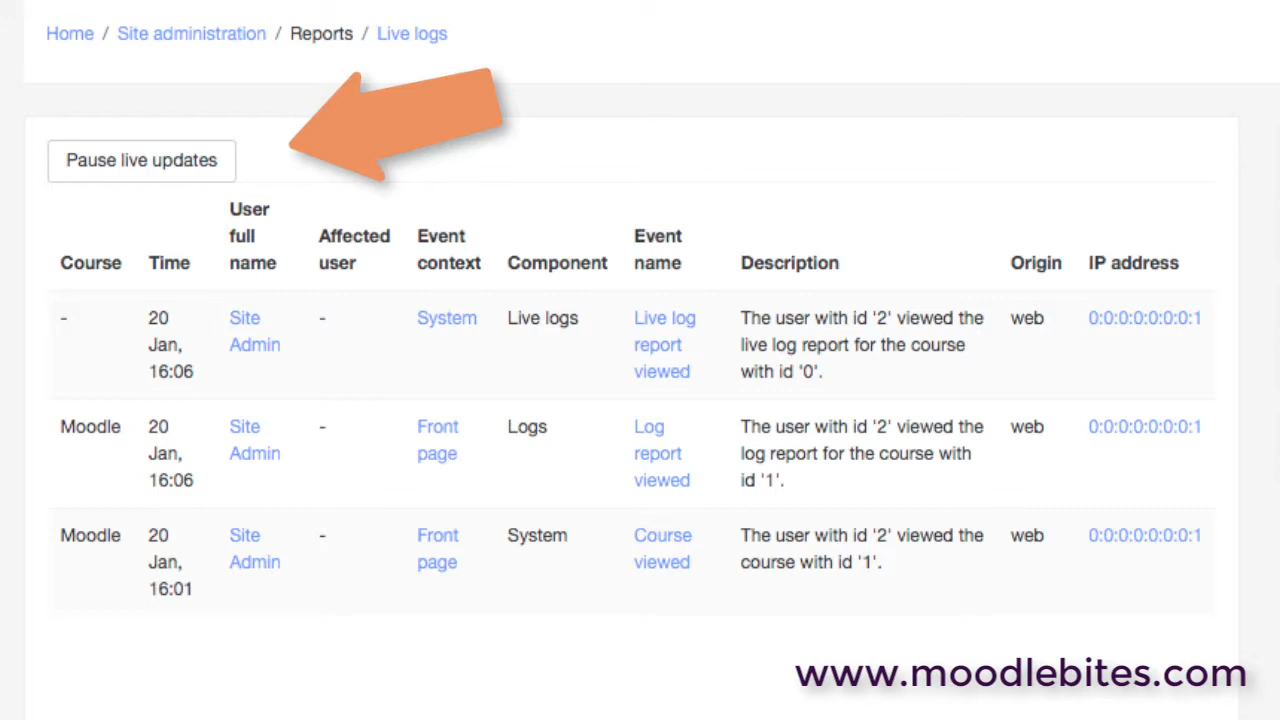 Home / Site administration / Reports / Live logs
Pause live updates
Course Time User full name Affected user Event context Component Event name Description Origin IP address
- 20 Jan, 16:06 Site Admin - System Live logs Live log report viewed The user with id '2' viewed the live log report for the course with id '0'. web 0:0:0:0:0:0:0:1
Moodle 20 Jan, 16:06 Site Admin - Front page Logs Log report viewed The user with id '2' viewed the log report for the course with id '1'. web 0:0:0:0:0:0:0:1
Moodle 20 Jan, 16:01 Site Admin - Front page System Course viewed The user with id '2' viewed the course with id '1'. web 0:0:0:0:0:0:0:1
www.moodlebites.com